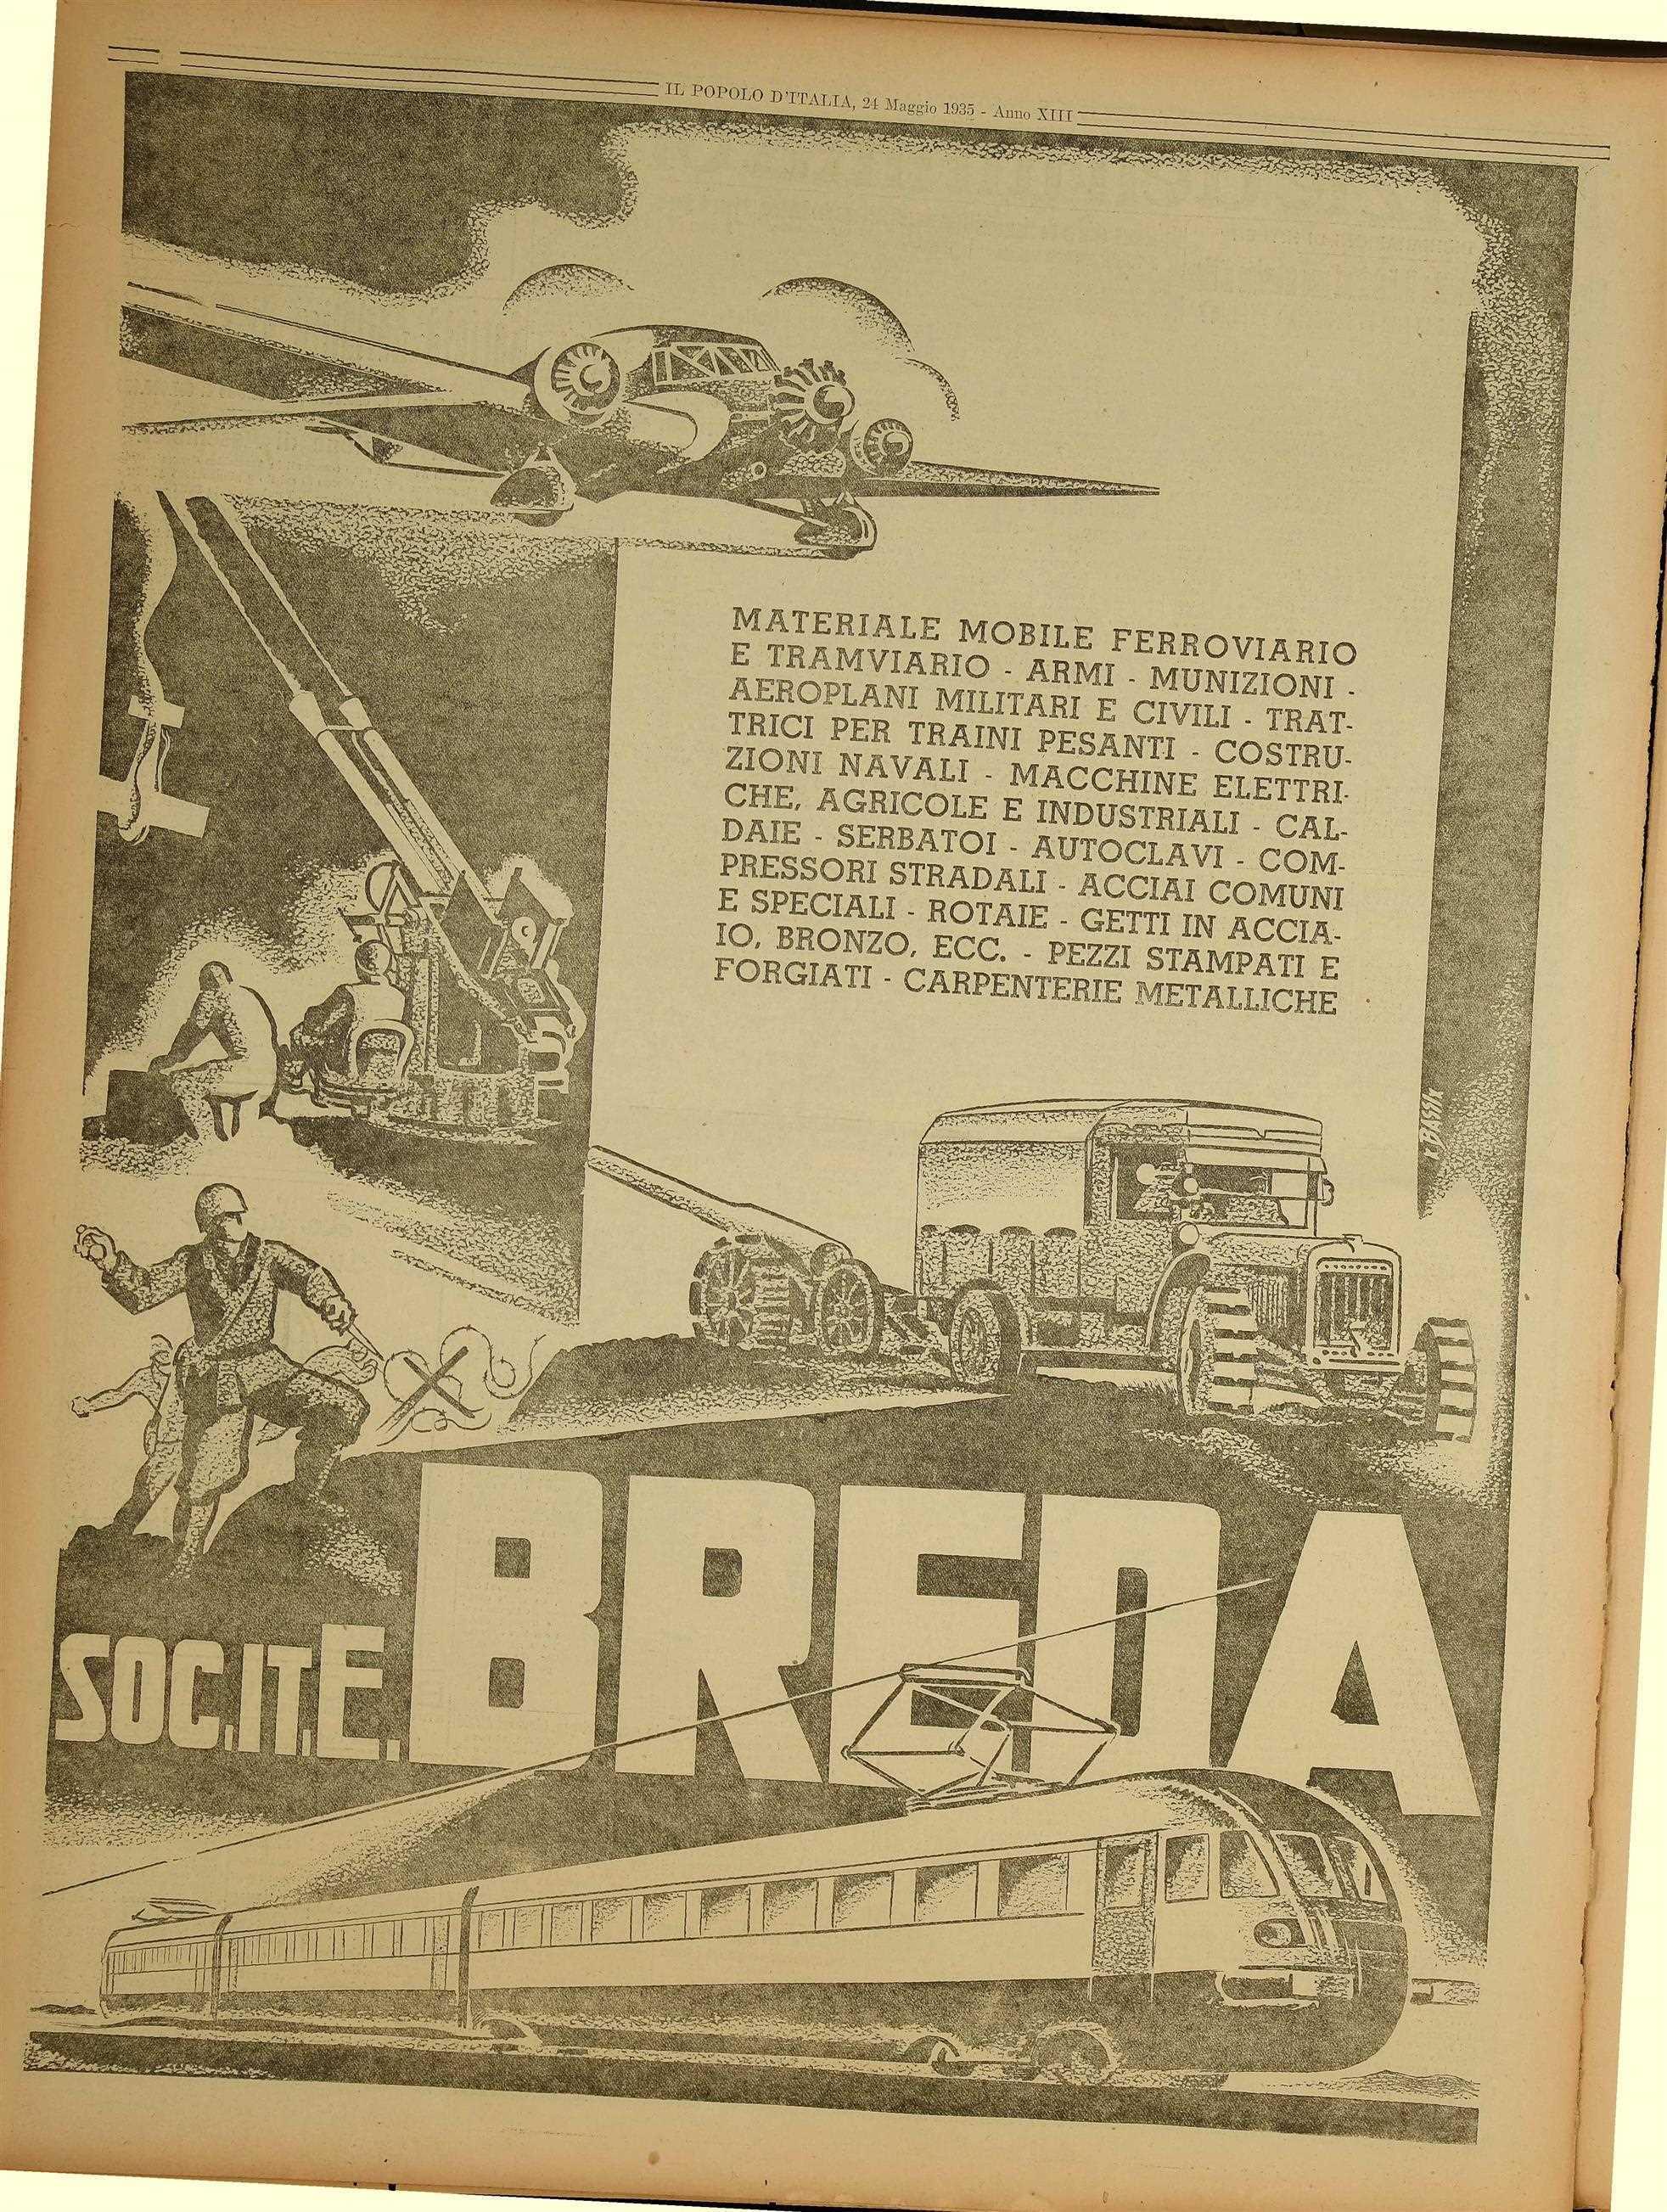 IL POPOLO D'ITALIA, 24 Maggio 1935 - Anno XIII
MATERIALE MOBILE FERROVIARIO
E TRAMVIARIO - ARMI - MUNIZIONI -
AEROPLANI MILITARI E CIVILI - TRAT-
TRICI PER TRAINI PESANTI - COSTRU-
ZIONI NAVALI - MACCHINE ELETTRI-
CHE, AGRICOLE E INDUSTRIALI - CAL-
DAIE - SERBATOI - AUTOCLAVI - COM-
PRESSORI STRADALI - ACCIAI COMUNI
E SPECIALI - ROTAIE - GETTI IN ACCIA-
IO, BRONZO, ECC. - PEZZI STAMPATI E
FORGIATI - CARPENTERIE METALLICHE
SOC.IT.E. BREDA